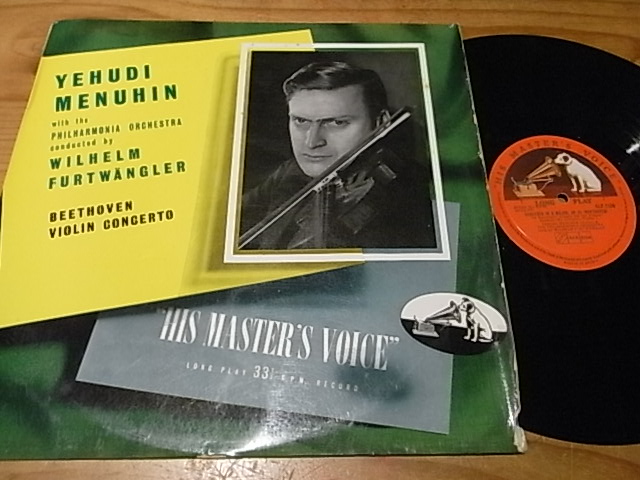 YEHUDI
MENUHIN
with the
PHILHARMONIA ORCHESTRA
conducted by
WILHELM
FURTWÄNGLER
BEETHOVEN
VIOLIN CONCERTO
"HIS MASTER'S VOICE"
LONG PLAY 33⅓ R.P.M. RECORD
HIS MASTER'S VOICE
LONG PLAY